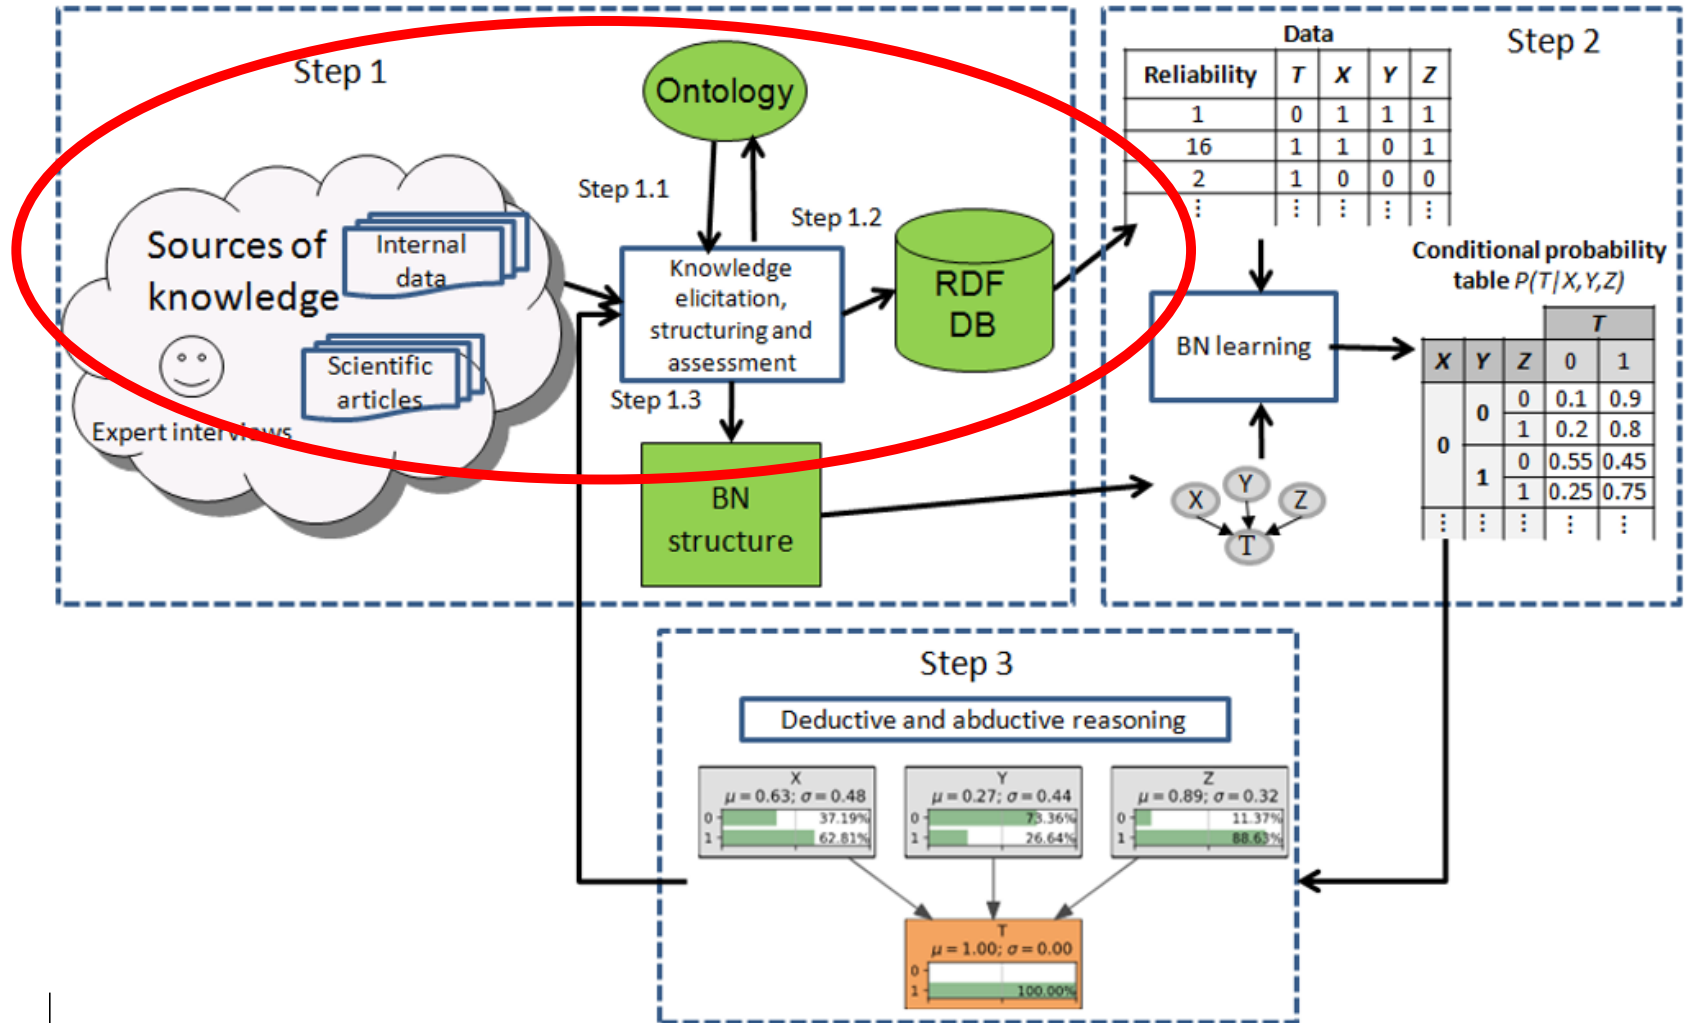 Step 1
Ontology
Step 1.1
Step 1.2
Sources of
knowledge
Internal
data
Scientific
articles
Expert interviews
Knowledge
elicitation,
structuring and
assessment
RDF
DB
Step 1.3
BN
structure
Step 2
Data
Reliability T X Y Z
1 0 1 1 1
16 1 1 0 1
2 1 0 0 0
⋮ ⋮ ⋮ ⋮ ⋮
Conditional probability
table P(T|X,Y,Z)
BN learning
T
X Y Z 0 1
0 0 0 0.1 0.9
1 0.2 0.8
1 0 0.55 0.45
1 0.25 0.75
⋮ ⋮ ⋮ ⋮ ⋮
X Y Z
T
Step 3
Deductive and abductive reasoning
X
μ = 0.63; σ = 0.48
0 37.19%
1 62.81%
Y
μ = 0.27; σ = 0.44
0 73.36%
1 26.64%
Z
μ = 0.89; σ = 0.32
0 11.37%
1 88.63%
T
μ = 1.00; σ = 0.00
0
1 100.00%